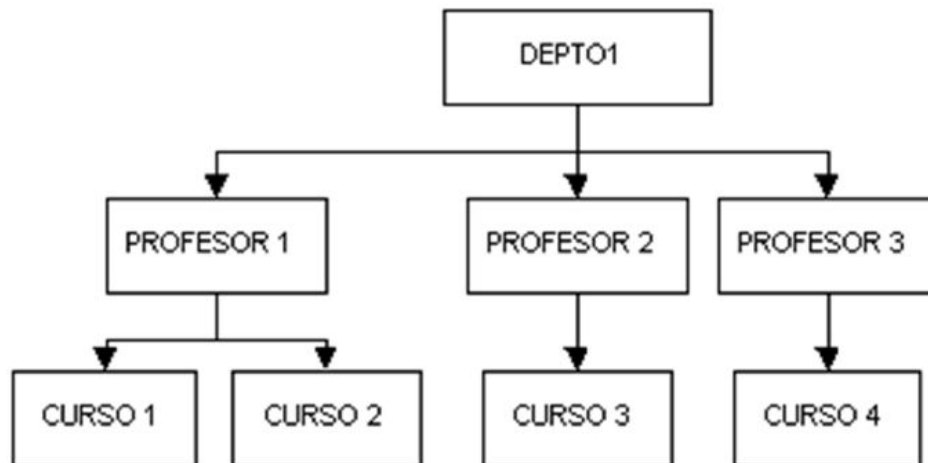 DEPTO1
PROFESOR 1
PROFESOR 2
PROFESOR 3
CURSO 1
CURSO 2
CURSO 3
CURSO 4